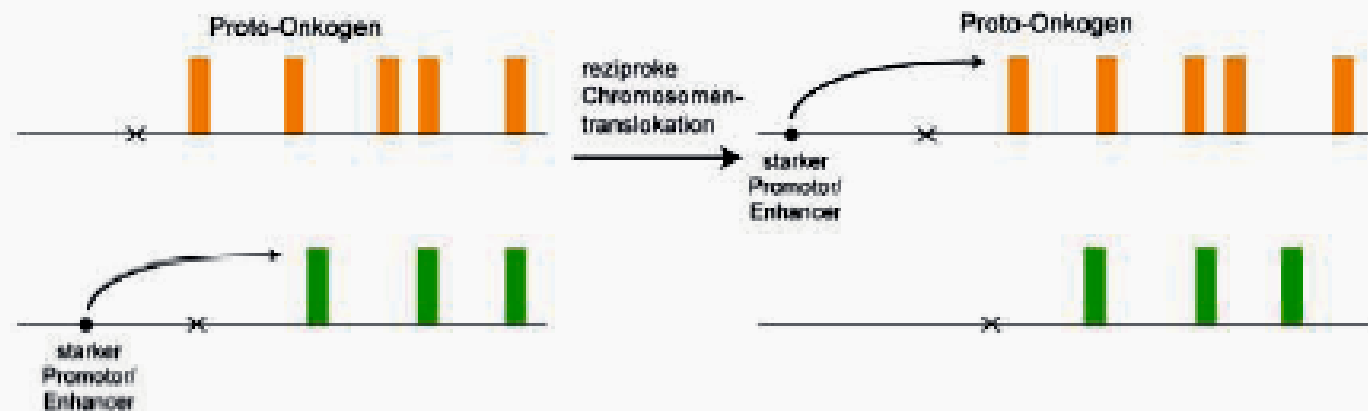 Proto-Onkogen
reziproke
Chromosomen-
translokation
Proto-Onkogen
starker
Promotor/
Enhancer
starker
Promotor/
Enhancer